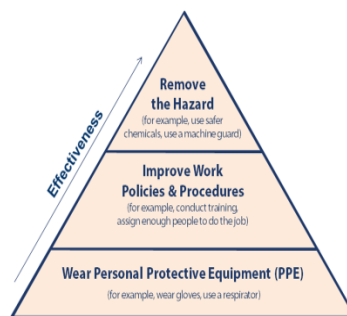 Effectiveness
Remove
the Hazard
(for example, use safer
chemicals, use a machine guard)
Improve Work
Policies & Procedures
(for example, conduct training,
assign enough people to do the job)
Wear Personal Protective Equipment (PPE)
(for example, wear gloves, use a respirator)